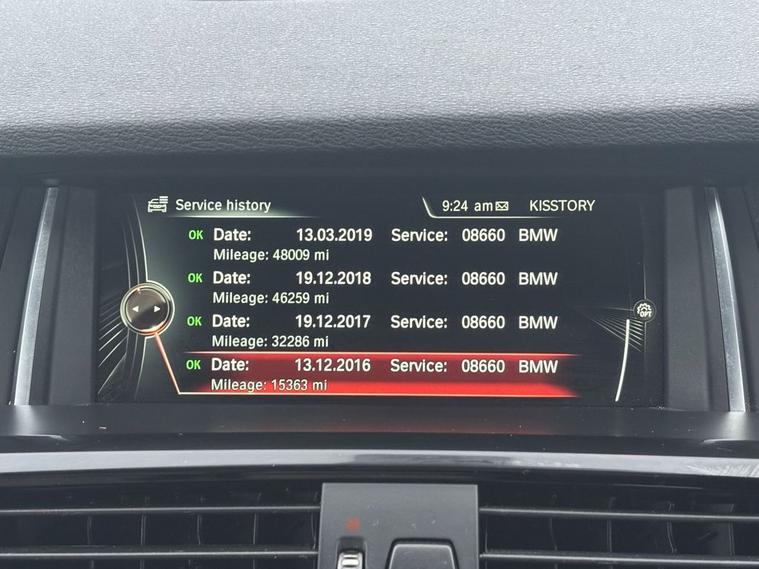 Service history 9:24 am KISSTORY
OK Date: 13.03.2019 Service: 08660 BMW
Mileage: 48009 mi
OK Date: 19.12.2018 Service: 08660 BMW
Mileage: 46259 mi
OK Date: 19.12.2017 Service: 08660 BMW
Mileage: 32286 mi
OK Date: 13.12.2016 Service: 08660 BMW
Mileage: 15363 mi
OPT